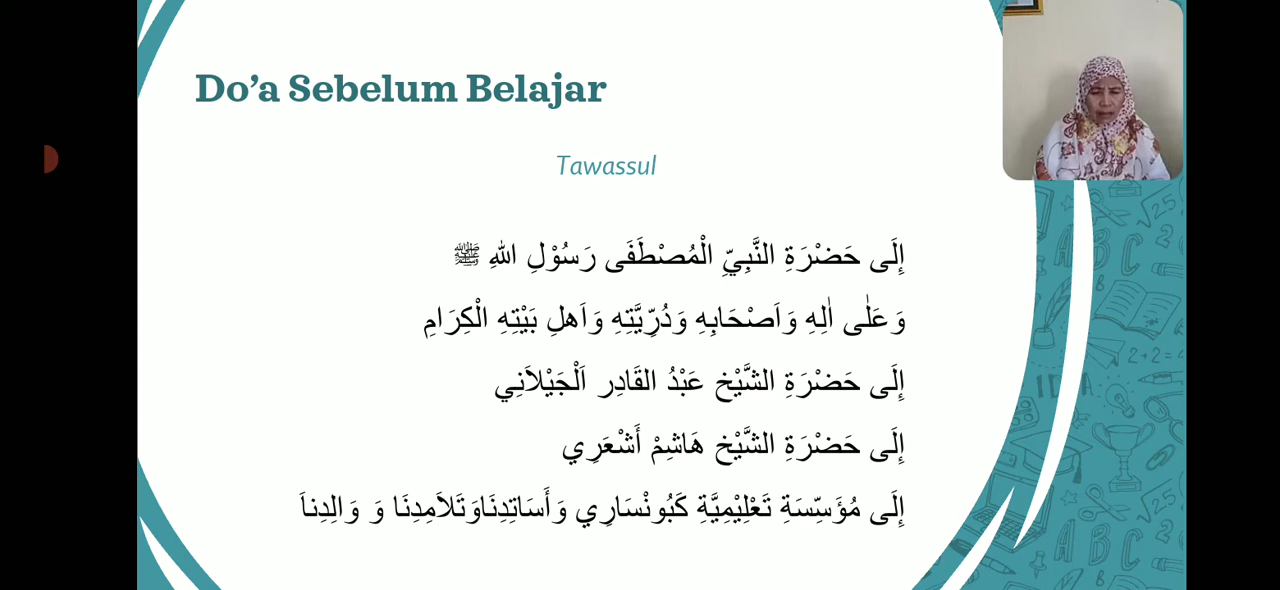 Do'a Sebelum Belajar
Tawassul
إِلَى حَضْرَةِ النَّبِيِّ الْمُصْطَفَى رَسُوْلِ اللهِ ﷺ
وَعَلٰى اٰلِهِ وَاَصْحَابِهِ وَذُرِّيَّتِهِ وَاَهلِ بَيْتِهِ الْكِرَامِ
إِلَى حَضْرَةِ الشَّيْخ عَبْدُ القَادِر اَلْجَيْلَانِي
إِلَى حَضْرَةِ الشَّيْخ هَاشِمْ أَشْعَرِي
إِلَى مُؤَسِّسَةِ تَعْلِيْمِيَّةِ كَبُونْسَارِي وَأَسَاتِدِنَاوَتَلَامِدِنَا وَ وَالِدِناَ